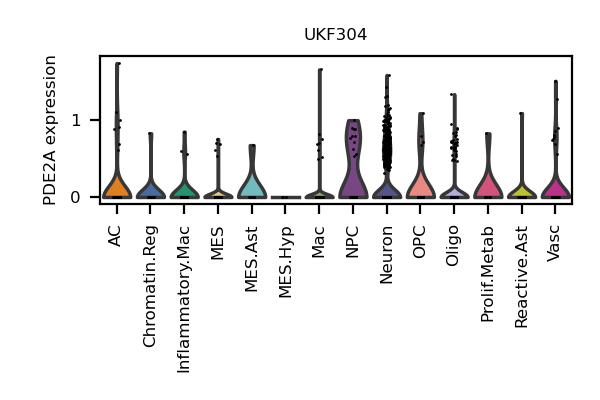 UKF304
PDE2A expression
1
0
AC
Chromatin.Reg
Inflammatory.Mac
MES
MES.Ast
MES.Hyp
Mac
NPC
Neuron
OPC
Oligo
Prolif.Metab
Reactive.Ast
Vasc